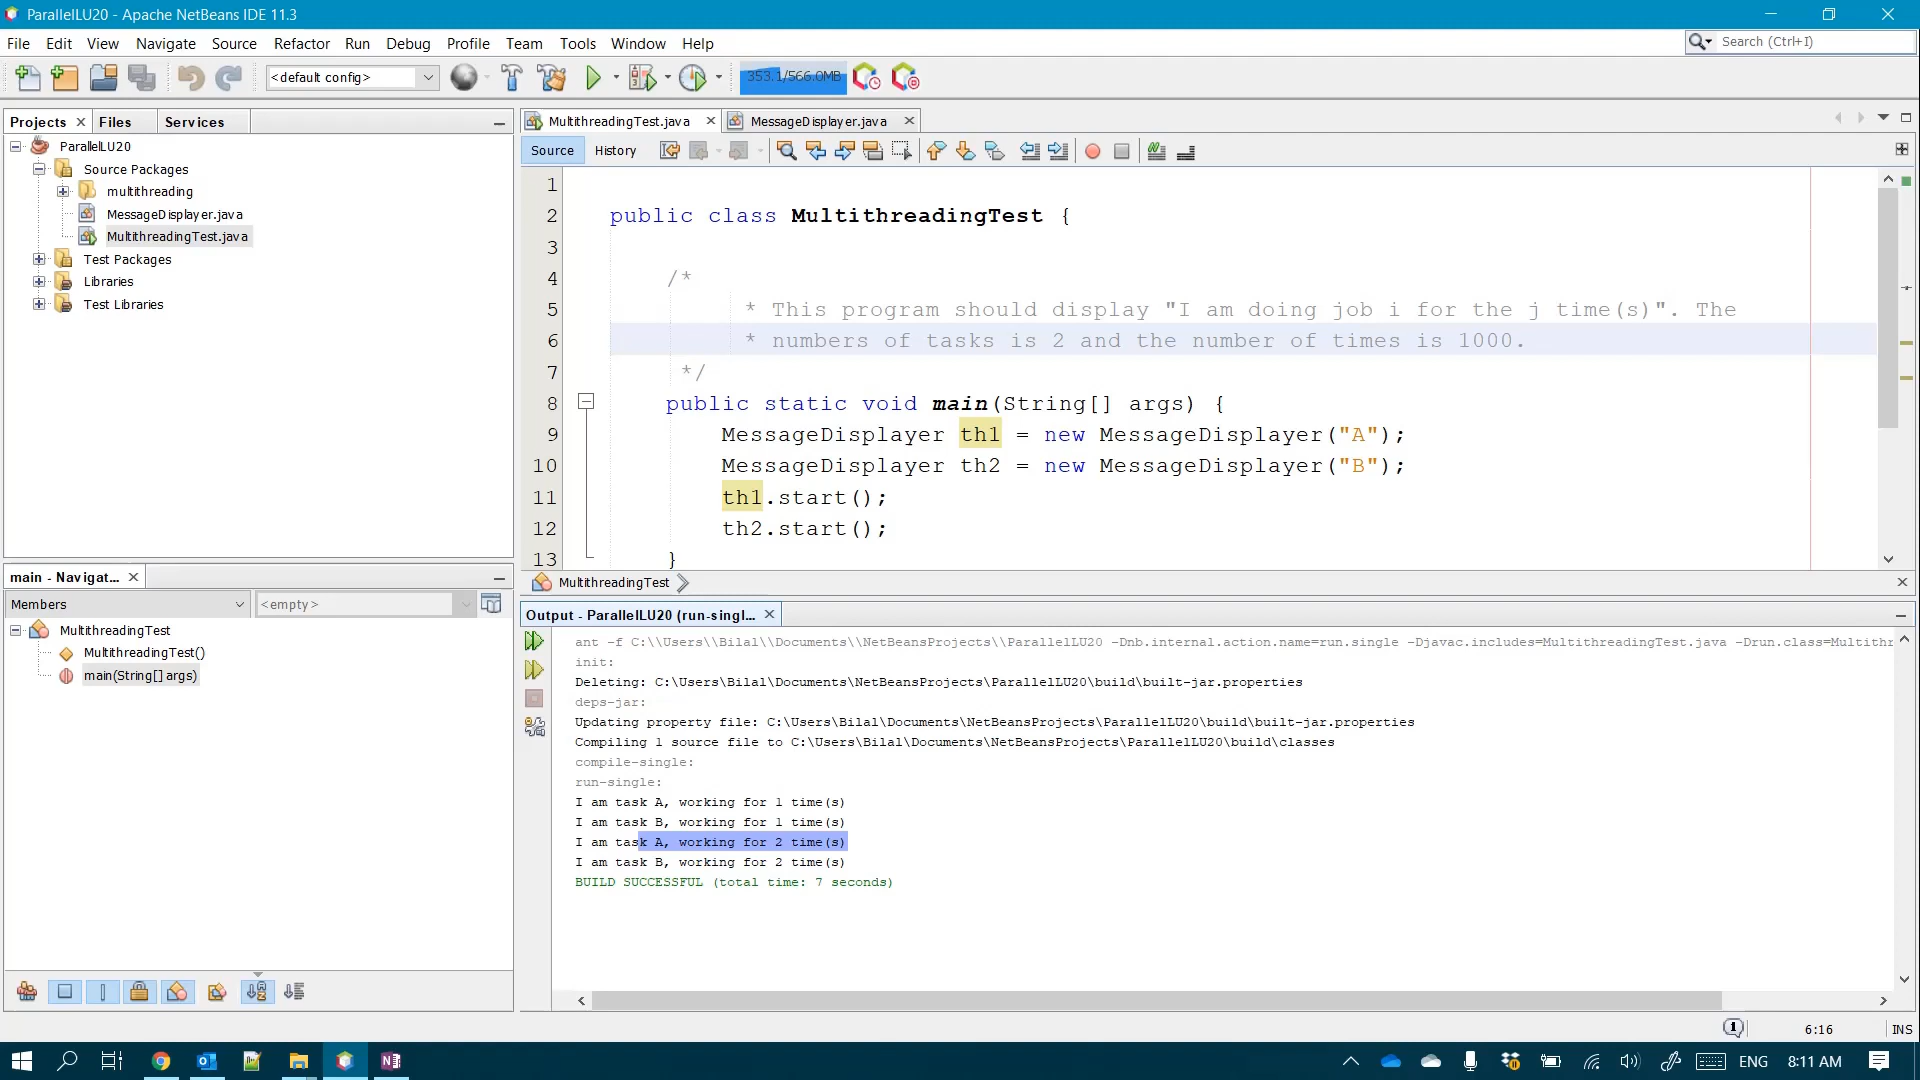 ParallelLU20 - Apache NetBeans IDE 11.3
File Edit View Navigate Source Refactor Run Debug Profile Team Tools Window Help
Search (Ctrl+I)
<default config>
353.1/566.0MB
Projects Files Services
ParallelLU20
Source Packages
multithreading
MessageDisplayer.java
MultithreadingTest.java
Test Packages
Libraries
Test Libraries
main - Navigat...
Members
<empty>
MultithreadingTest
MultithreadingTest()
main(String[] args)
MultithreadingTest.java MessageDisplayer.java
Source History
1
2 public class MultithreadingTest {
3
4 /*
5 * This program should display "I am doing job i for the j time(s)". The
6 * numbers of tasks is 2 and the number of times is 1000.
7 */
8 public static void main(String[] args) {
9 MessageDisplayer th1 = new MessageDisplayer("A");
10 MessageDisplayer th2 = new MessageDisplayer("B");
11 th1.start();
12 th2.start();
13 }
MultithreadingTest
Output - ParallelLU20 (run-singl...
ant -f C:\\Users\\Bilal\\Documents\\NetBeansProjects\\ParallelLU20 -Dnb.internal.action.name=run.single -Djavac.includes=MultithreadingTest.java -Drun.class=Multithr
init:
Deleting: C:\Users\Bilal\Documents\NetBeansProjects\ParallelLU20\build\built-jar.properties
deps-jar:
Updating property file: C:\Users\Bilal\Documents\NetBeansProjects\ParallelLU20\build\built-jar.properties
Compiling 1 source file to C:\Users\Bilal\Documents\NetBeansProjects\ParallelLU20\build\classes
compile-single:
run-single:
I am task A, working for 1 time(s)
I am task B, working for 1 time(s)
I am task A, working for 2 time(s)
I am task B, working for 2 time(s)
BUILD SUCCESSFUL (total time: 7 seconds)
6:16 INS
ENG 8:11 AM